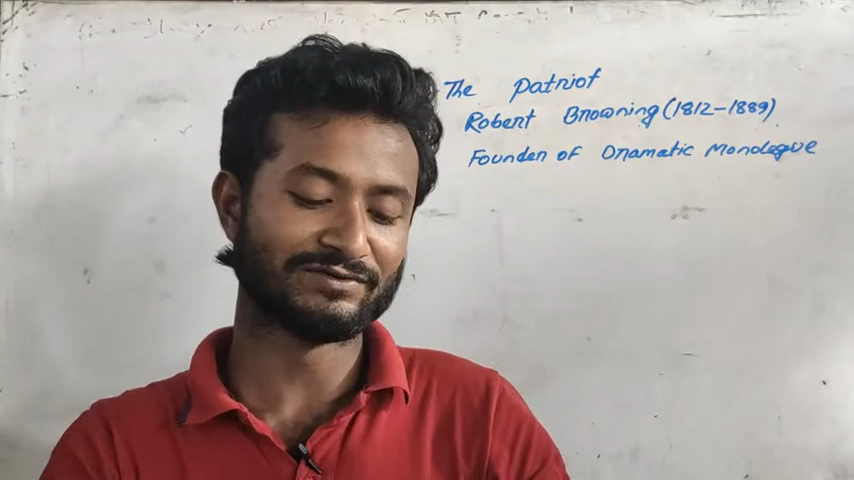 The Patriot
Robert Browning (1812-1889)
Founder of Dramatic Monologue